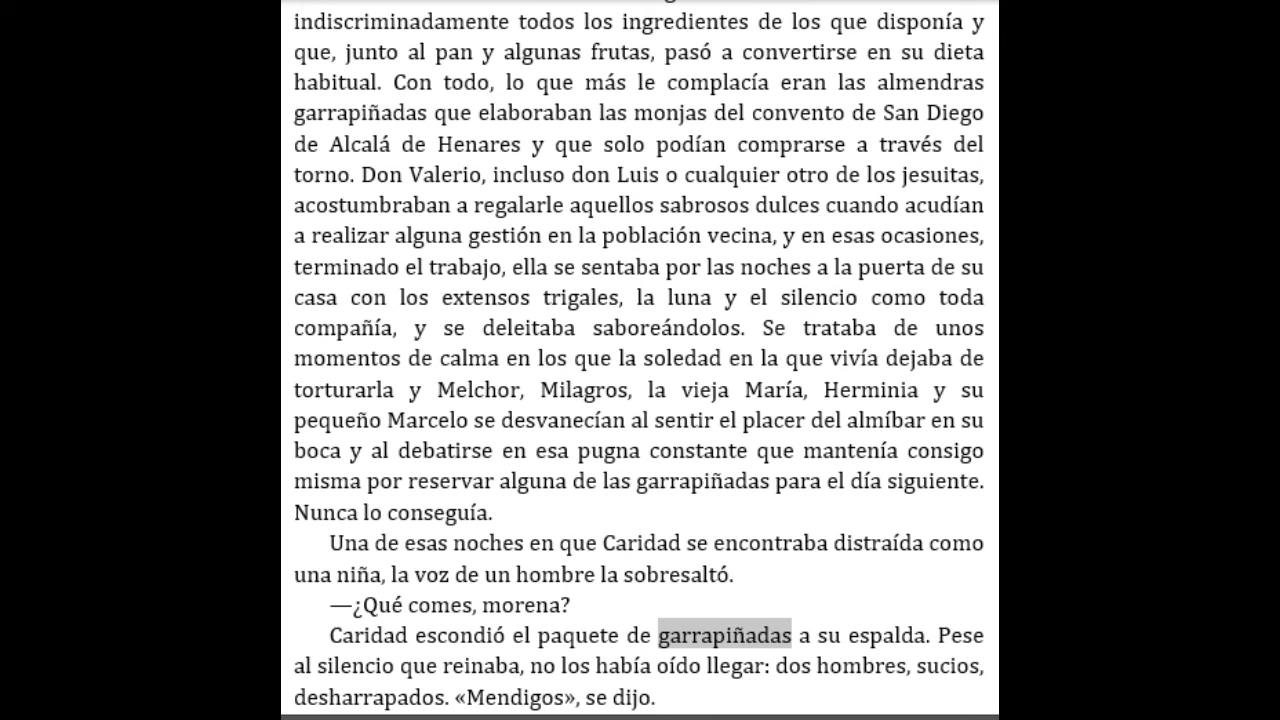 indiscriminadamente todos los ingredientes de los que disponía y
que, junto al pan y algunas frutas, pasó a convertirse en su dieta
habitual. Con todo, lo que más le complacía eran las almendras
garrapiñadas que elaboraban las monjas del convento de San Diego
de Alcalá de Henares y que solo podían comprarse a través del
torno. Don Valerio, incluso don Luis o cualquier otro de los jesuitas,
acostumbraban a regalarle aquellos sabrosos dulces cuando acudían
a realizar alguna gestión en la población vecina, y en esas ocasiones,
terminado el trabajo, ella se sentaba por las noches a la puerta de su
casa con los extensos trigales, la luna y el silencio como toda
compañía, y se deleitaba saboreándolos. Se trataba de unos
momentos de calma en los que la soledad en la que vivía dejaba de
torturarla y Melchor, Milagros, la vieja María, Herminia y su
pequeño Marcelo se desvanecían al sentir el placer del almíbar en su
boca y al debatirse en esa pugna constante que mantenía consigo
misma por reservar alguna de las garrapiñadas para el día siguiente.
Nunca lo conseguía.
Una de esas noches en que Caridad se encontraba distraída como
una niña, la voz de un hombre la sobresaltó.
—¿Qué comes, morena?
Caridad escondió el paquete de garrapiñadas a su espalda. Pese
al silencio que reinaba, no los había oído llegar: dos hombres, sucios,
desharrapados. «Mendigos», se dijo.